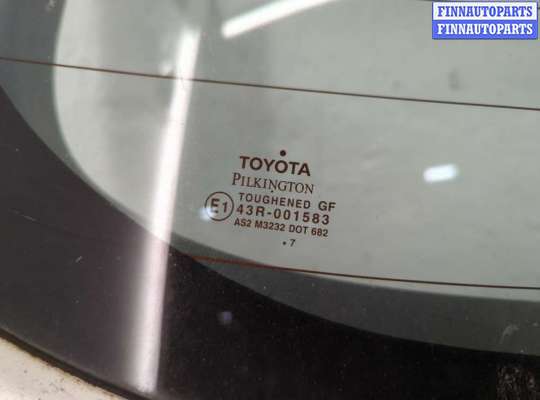 FINNAUTOPARTS
FINNAUTOPARTS
TOYOTA
PILKINGTON
TOUGHENED GF
E1 43R-001583
AS2 M3232 DOT 682
. 7